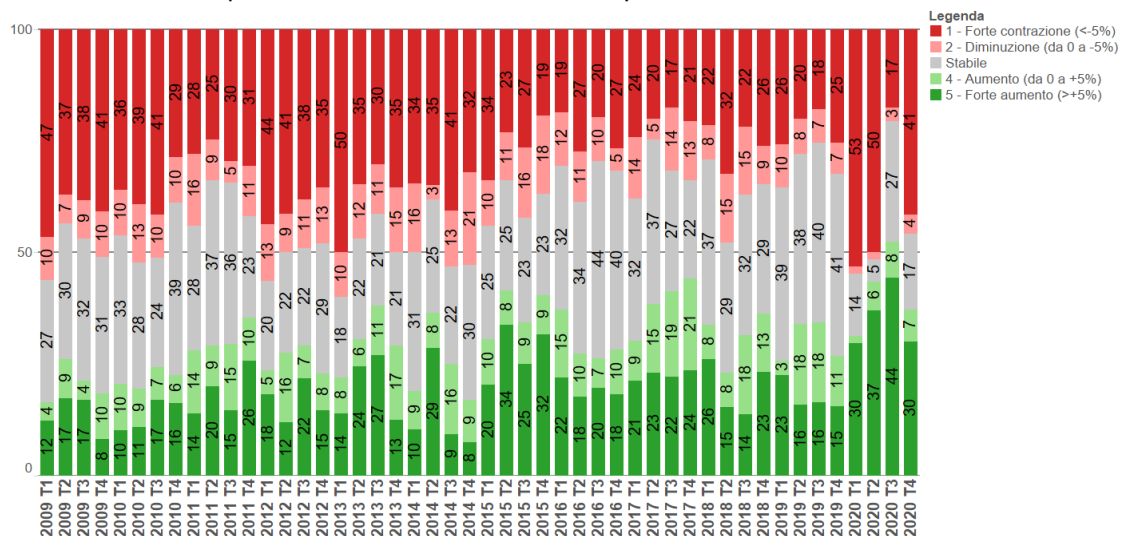 Legenda
1 - Forte contrazione (<-5%)
2 - Diminuzione (da 0 a -5%)
Stabile
4 - Aumento (da 0 a +5%)
5 - Forte aumento (>+5%)
100
50
0
47 37 38 41 36 39 41 29 28 25 30 31 44 41 38 35 50 35 30 35 34 35 41 32 34 23 27 19 19 27 20 27 24 20 17 21 22 32 22 26 26 20 18 25 53 50 17 41
10 7 9 10 10 13 10 10 16 9 5 11 13 9 11 13 10 12 11 15 16 3 13 21 10 11 16 18 12 11 10 5 14 5 14 13 8 15 15 9 10 8 7 7 3 4
27 30 32 31 33 28 24 39 28 37 36 23 20 22 22 29 18 22 21 21 31 25 22 30 25 25 23 23 32 34 44 40 32 37 27 22 37 29 32 29 39 38 40 41 14 5 27 17
4 9 4 10 10 9 7 6 14 9 15 10 5 16 7 8 8 6 11 17 9 8 16 9 10 8 9 9 15 10 7 10 9 15 19 21 8 8 18 13 3 18 18 11 6 8 7
12 17 17 8 10 11 17 16 14 20 15 26 18 12 22 15 14 24 27 13 10 29 9 8 20 34 25 32 22 18 20 18 21 23 22 24 26 15 14 23 23 16 16 15 30 37 44 30
2009 T1
2009 T2
2009 T3
2009 T4
2010 T1
2010 T2
2010 T3
2010 T4
2011 T1
2011 T2
2011 T3
2011 T4
2012 T1
2012 T2
2012 T3
2012 T4
2013 T1
2013 T2
2013 T3
2013 T4
2014 T1
2014 T2
2014 T3
2014 T4
2015 T1
2015 T2
2015 T3
2015 T4
2016 T1
2016 T2
2016 T3
2016 T4
2017 T1
2017 T2
2017 T3
2017 T4
2018 T1
2018 T2
2018 T3
2018 T4
2019 T1
2019 T2
2019 T3
2019 T4
2020 T1
2020 T2
2020 T3
2020 T4